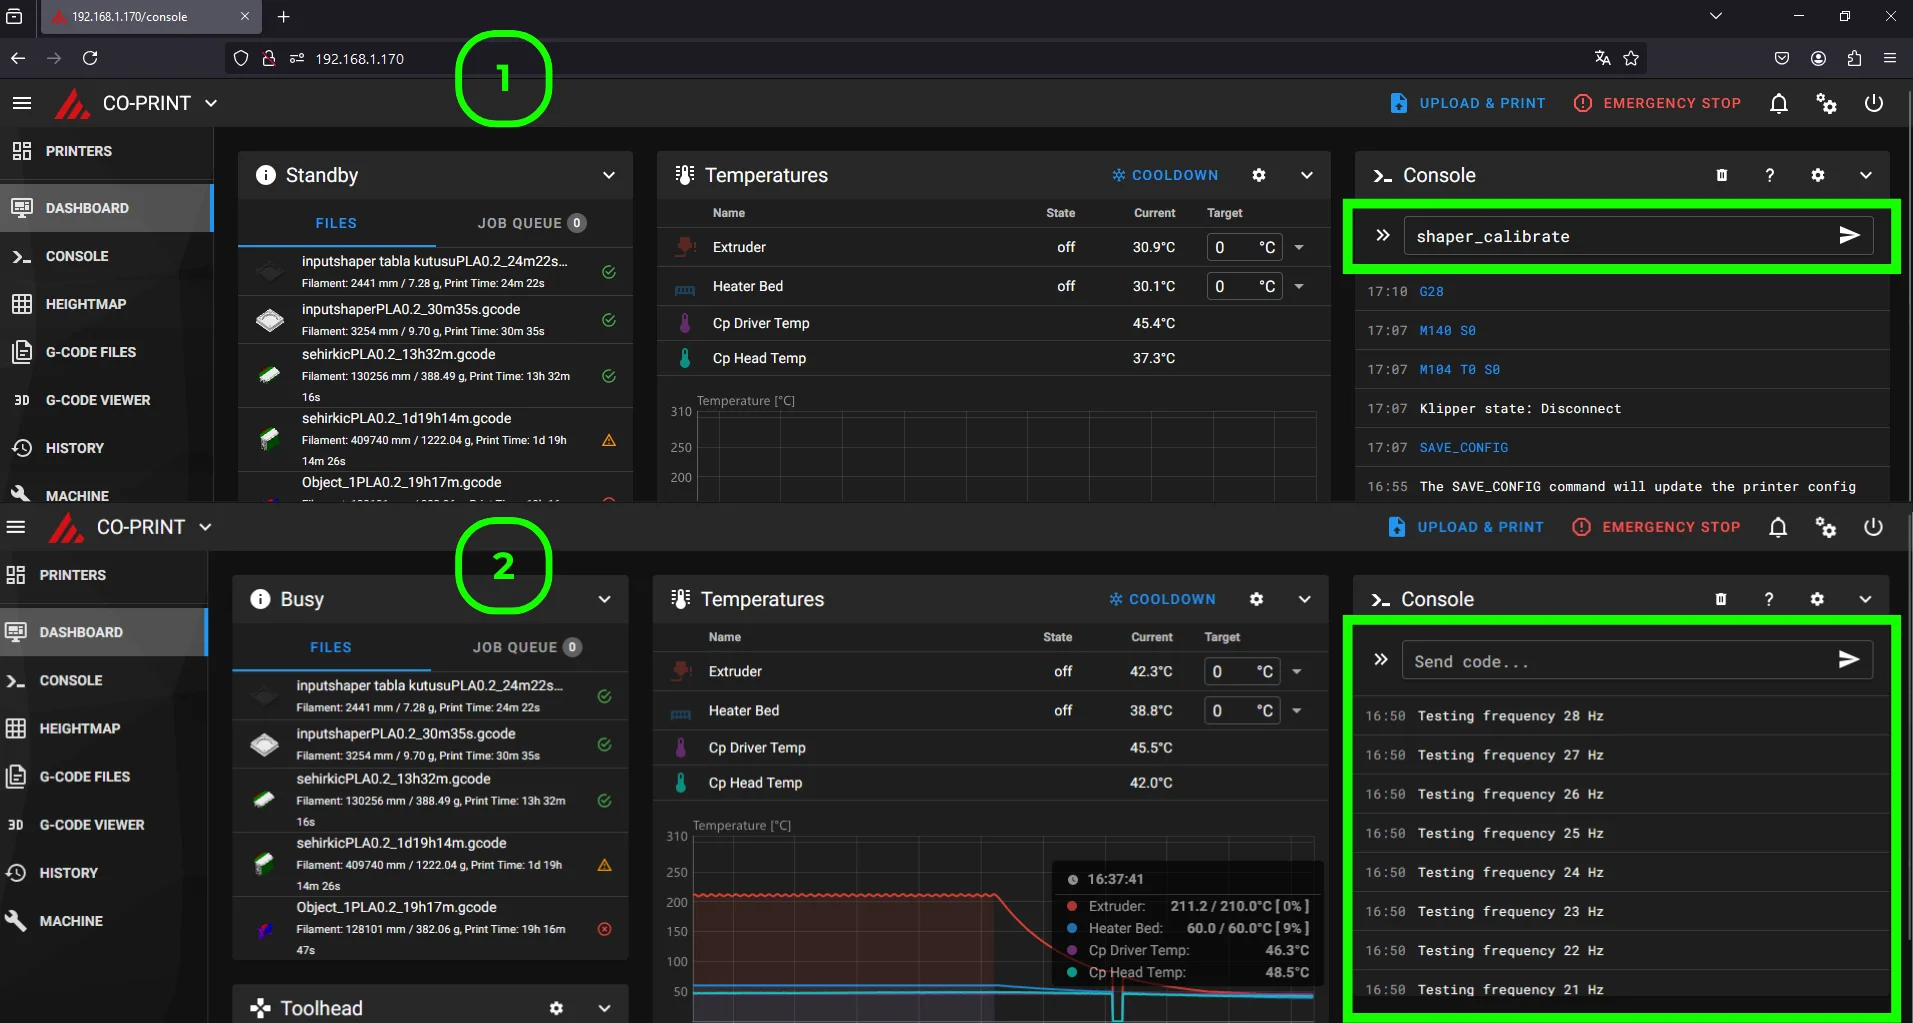 192.168.1.170/console
192.168.1.170
1
CO-PRINT
UPLOAD & PRINT
EMERGENCY STOP
PRINTERS
DASHBOARD
CONSOLE
HEIGHTMAP
G-CODE FILES
3D G-CODE VIEWER
HISTORY
MACHINE
Standby
FILES JOB QUEUE 0
inputshaper tabla kutusuPLA0.2_24m22s...
Filament: 2441 mm / 7.28 g, Print Time: 24m 22s
inputshaperPLA0.2_30m35s.gcode
Filament: 3254 mm / 9.70 g, Print Time: 30m 35s
sehirkicPLA0.2_13h32m.gcode
Filament: 130256 mm / 388.49 g, Print Time: 13h 32m
16s
sehirkicPLA0.2_1d19h14m.gcode
Filament: 409740 mm / 1222.04 g, Print Time: 1d 19h
14m 26s
Object_1PLA0.2_19h17m.gcode
Temperatures
COOLDOWN
Name State Current Target
Extruder off 30.9°C 0 °C
Heater Bed off 30.1°C 0 °C
Cp Driver Temp 45.4°C
Cp Head Temp 37.3°C
Temperature [°C]
310
250
200
Console
?
shaper_calibrate
17:10 G28
17:07 M140 S0
17:07 M104 T0 S0
17:07 Klipper state: Disconnect
17:07 SAVE_CONFIG
16:55 The SAVE_CONFIG command will update the printer config
2
CO-PRINT
UPLOAD & PRINT
EMERGENCY STOP
PRINTERS
DASHBOARD
CONSOLE
HEIGHTMAP
G-CODE FILES
3D G-CODE VIEWER
HISTORY
MACHINE
Busy
FILES JOB QUEUE 0
inputshaper tabla kutusuPLA0.2_24m22s...
Filament: 2441 mm / 7.28 g, Print Time: 24m 22s
inputshaperPLA0.2_30m35s.gcode
Filament: 3254 mm / 9.70 g, Print Time: 30m 35s
sehirkicPLA0.2_13h32m.gcode
Filament: 130256 mm / 388.49 g, Print Time: 13h 32m
16s
sehirkicPLA0.2_1d19h14m.gcode
Filament: 409740 mm / 1222.04 g, Print Time: 1d 19h
14m 26s
Object_1PLA0.2_19h17m.gcode
Filament: 128101 mm / 382.06 g, Print Time: 19h 16m
47s
Toolhead
Temperatures
COOLDOWN
Name State Current Target
Extruder off 42.3°C 0 °C
Heater Bed off 38.8°C 0 °C
Cp Driver Temp 45.5°C
Cp Head Temp 42.0°C
Temperature [°C]
310
250
200
150
100
50
16:37:41
Extruder: 211.2 / 210.0°C [ 0% ]
Heater Bed: 60.0 / 60.0°C [ 9% ]
Cp Driver Temp: 46.3°C
Cp Head Temp: 48.5°C
Console
?
Send code...
16:50 Testing frequency 28 Hz
16:50 Testing frequency 27 Hz
16:50 Testing frequency 26 Hz
16:50 Testing frequency 25 Hz
16:50 Testing frequency 24 Hz
16:50 Testing frequency 23 Hz
16:50 Testing frequency 22 Hz
16:50 Testing frequency 21 Hz